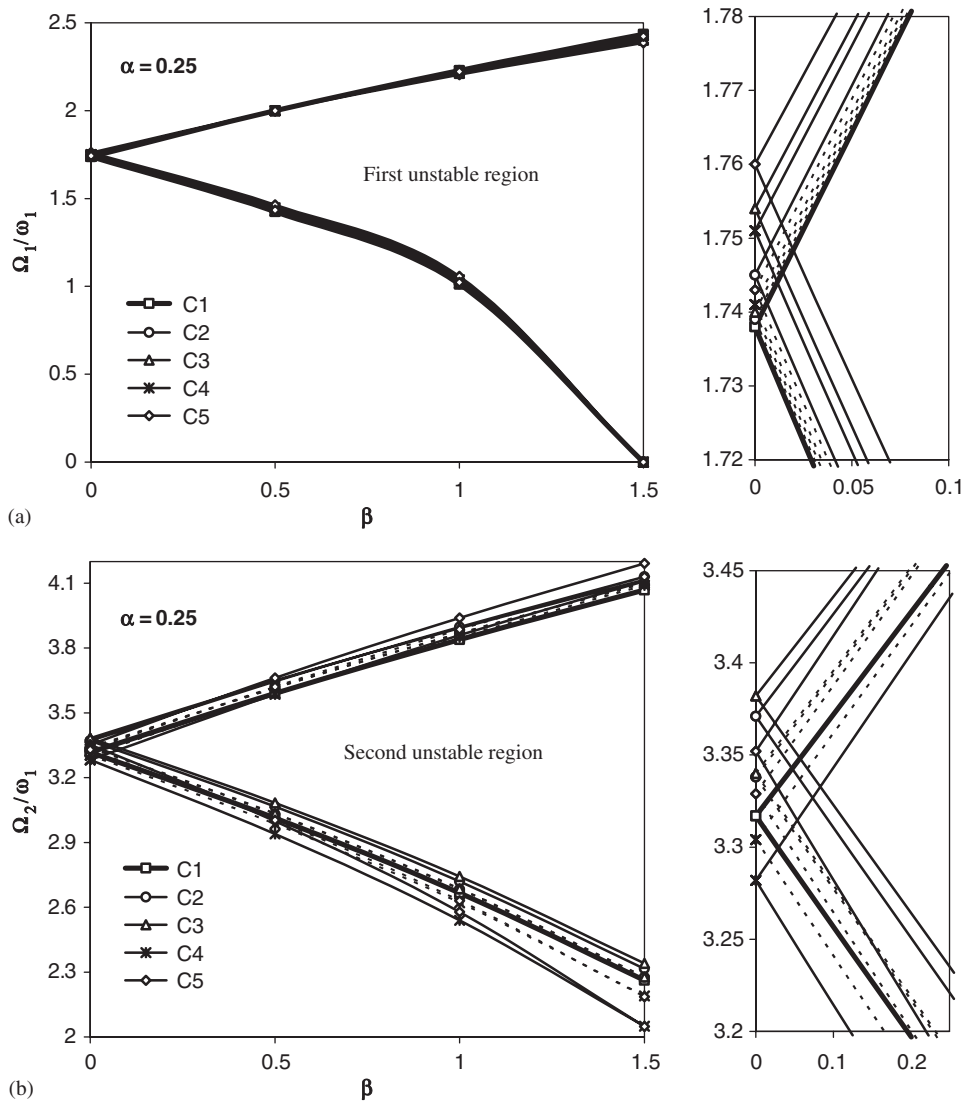 2.5
2
1.5
1
0.5
0
Ω1/ω1
α = 0.25
First unstable region
C1
C2
C3
C4
C5
0 0.5 1 1.5
β
(a)
1.78
1.77
1.76
1.75
1.74
1.73
1.72
0 0.05 0.1
4.1
3.8
3.5
3.2
2.9
2.6
2.3
2
Ω2/ω1
α = 0.25
Second unstable region
C1
C2
C3
C4
C5
0 0.5 1 1.5
β
(b)
3.45
3.4
3.35
3.3
3.25
3.2
0 0.1 0.2